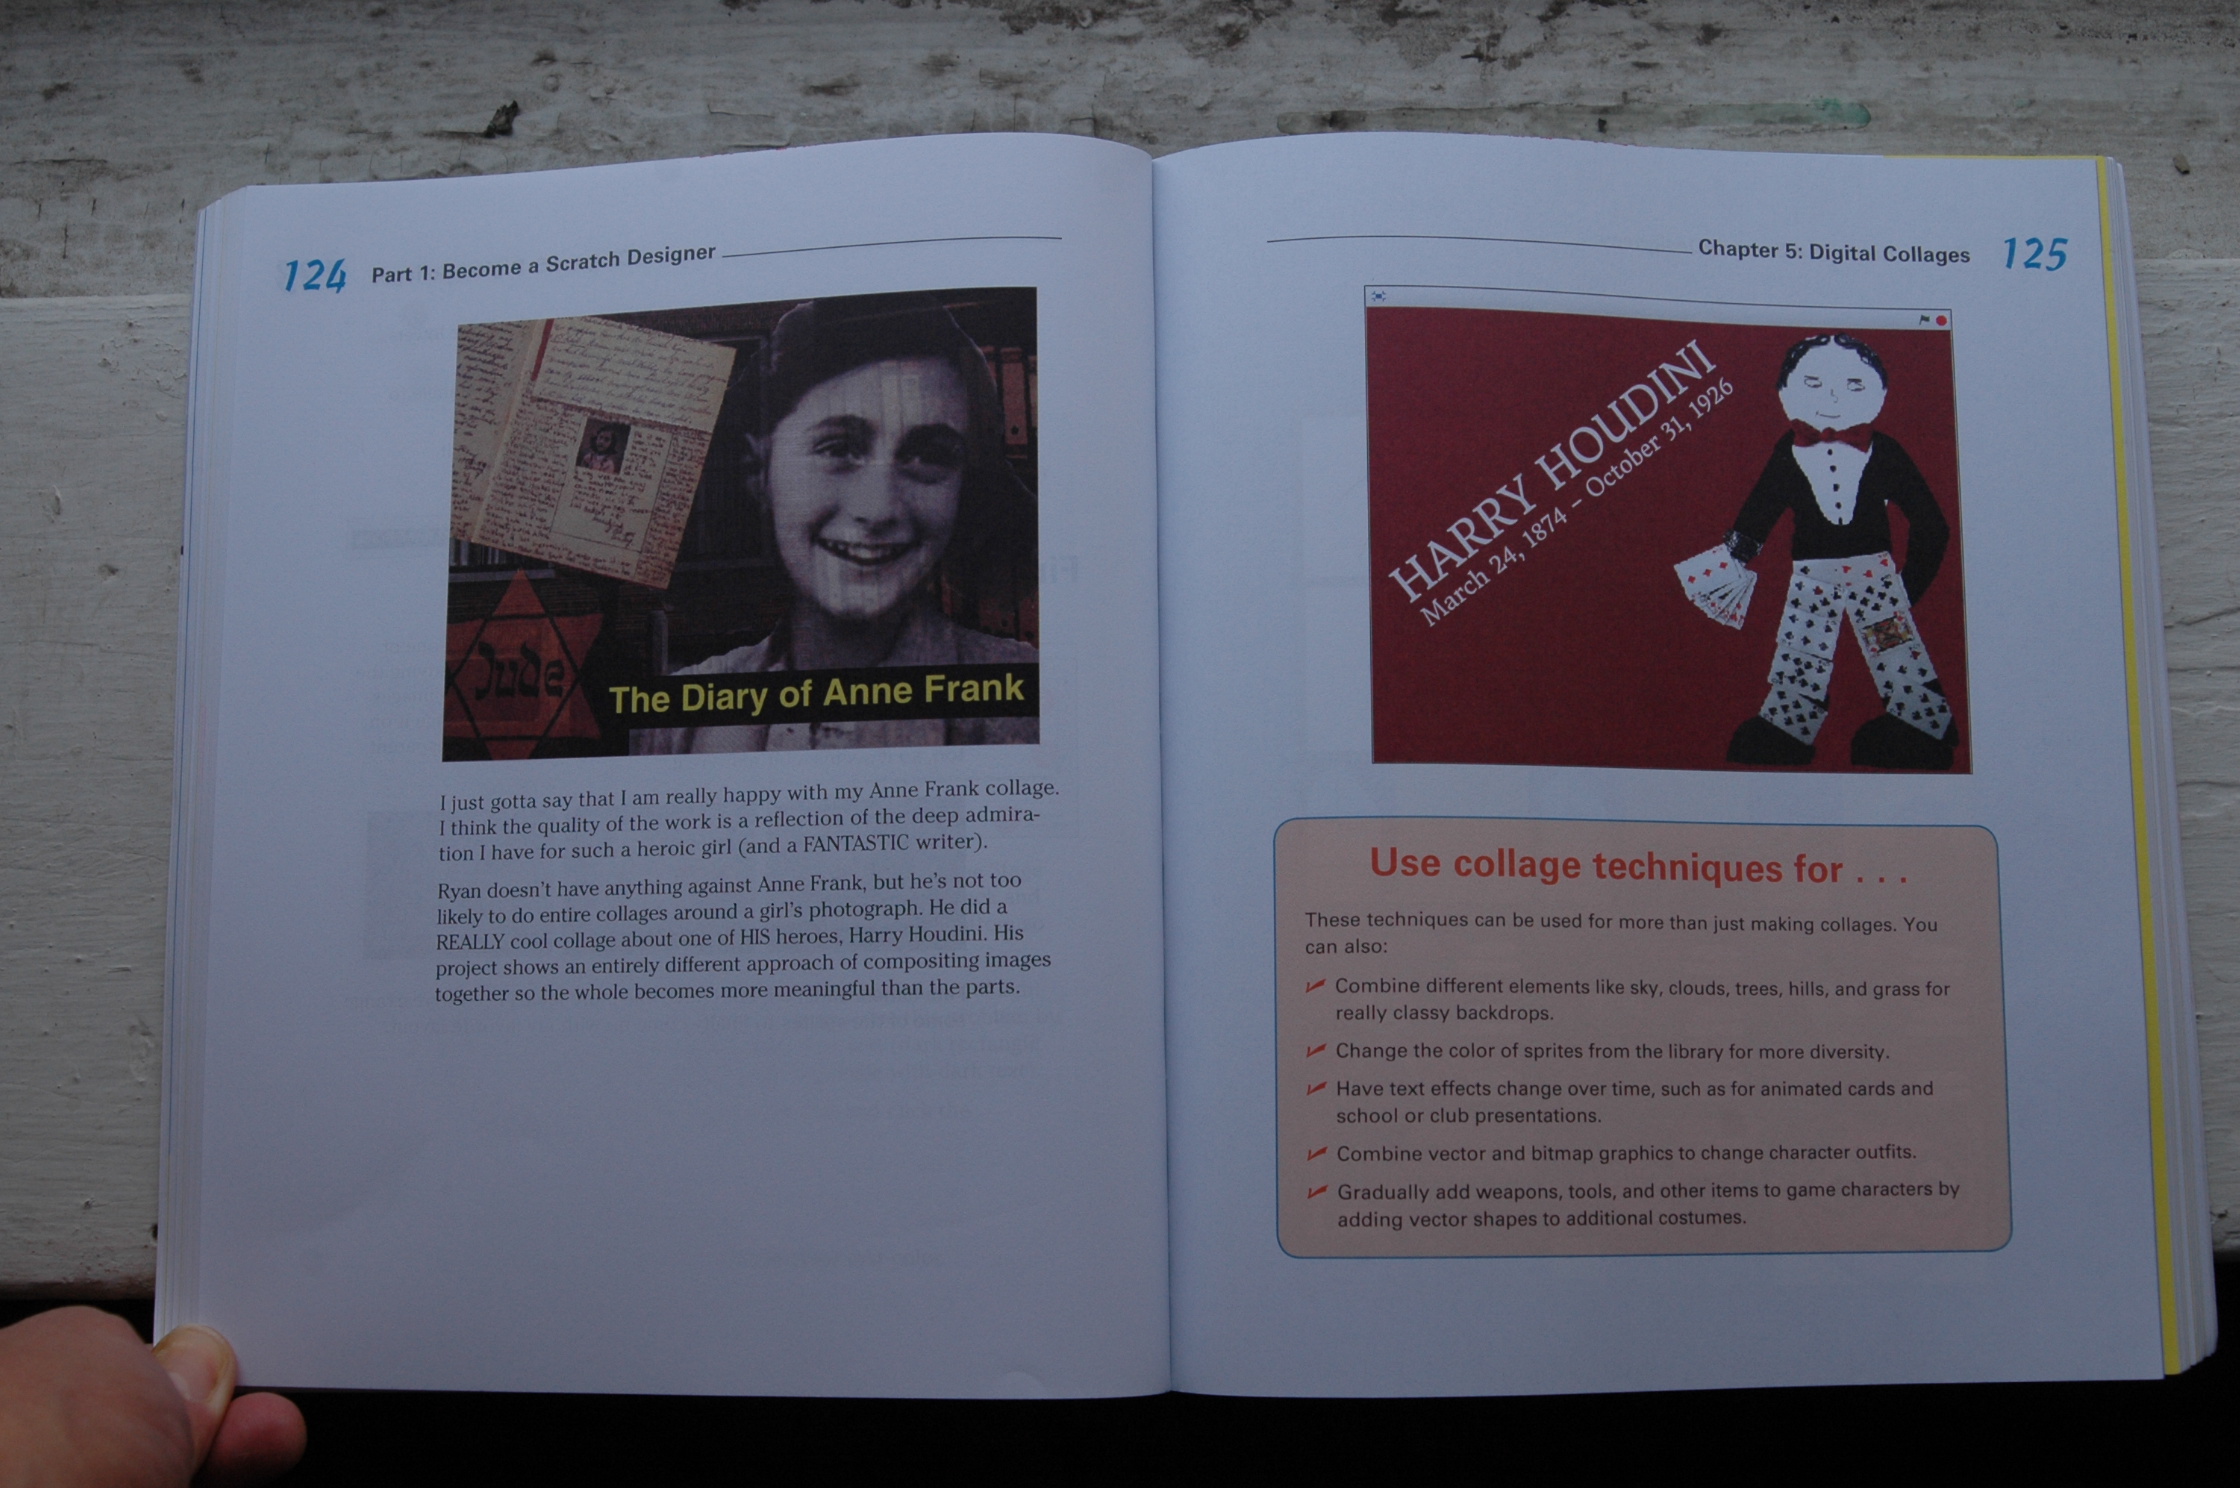 124 Part 1: Become a Scratch Designer
Jude
The Diary of Anne Frank
I just gotta say that I am really happy with my Anne Frank collage.
I think the quality of the work is a reflection of the deep admira-
tion I have for such a heroic girl (and a FANTASTIC writer).
Ryan doesn't have anything against Anne Frank, but he's not too
likely to do entire collages around a girl's photograph. He did a
REALLY cool collage about one of HIS heroes, Harry Houdini. His
project shows an entirely different approach of compositing images
together so the whole becomes more meaningful than the parts.
Chapter 5: Digital Collages 125
HARRY HOUDINI
March 24, 1874 – October 31, 1926
Use collage techniques for . . .
These techniques can be used for more than just making collages. You
can also:
Combine different elements like sky, clouds, trees, hills, and grass for
really classy backdrops.
Change the color of sprites from the library for more diversity.
Have text effects change over time, such as for animated cards and
school or club presentations.
Combine vector and bitmap graphics to change character outfits.
Gradually add weapons, tools, and other items to game characters by
adding vector shapes to additional costumes.